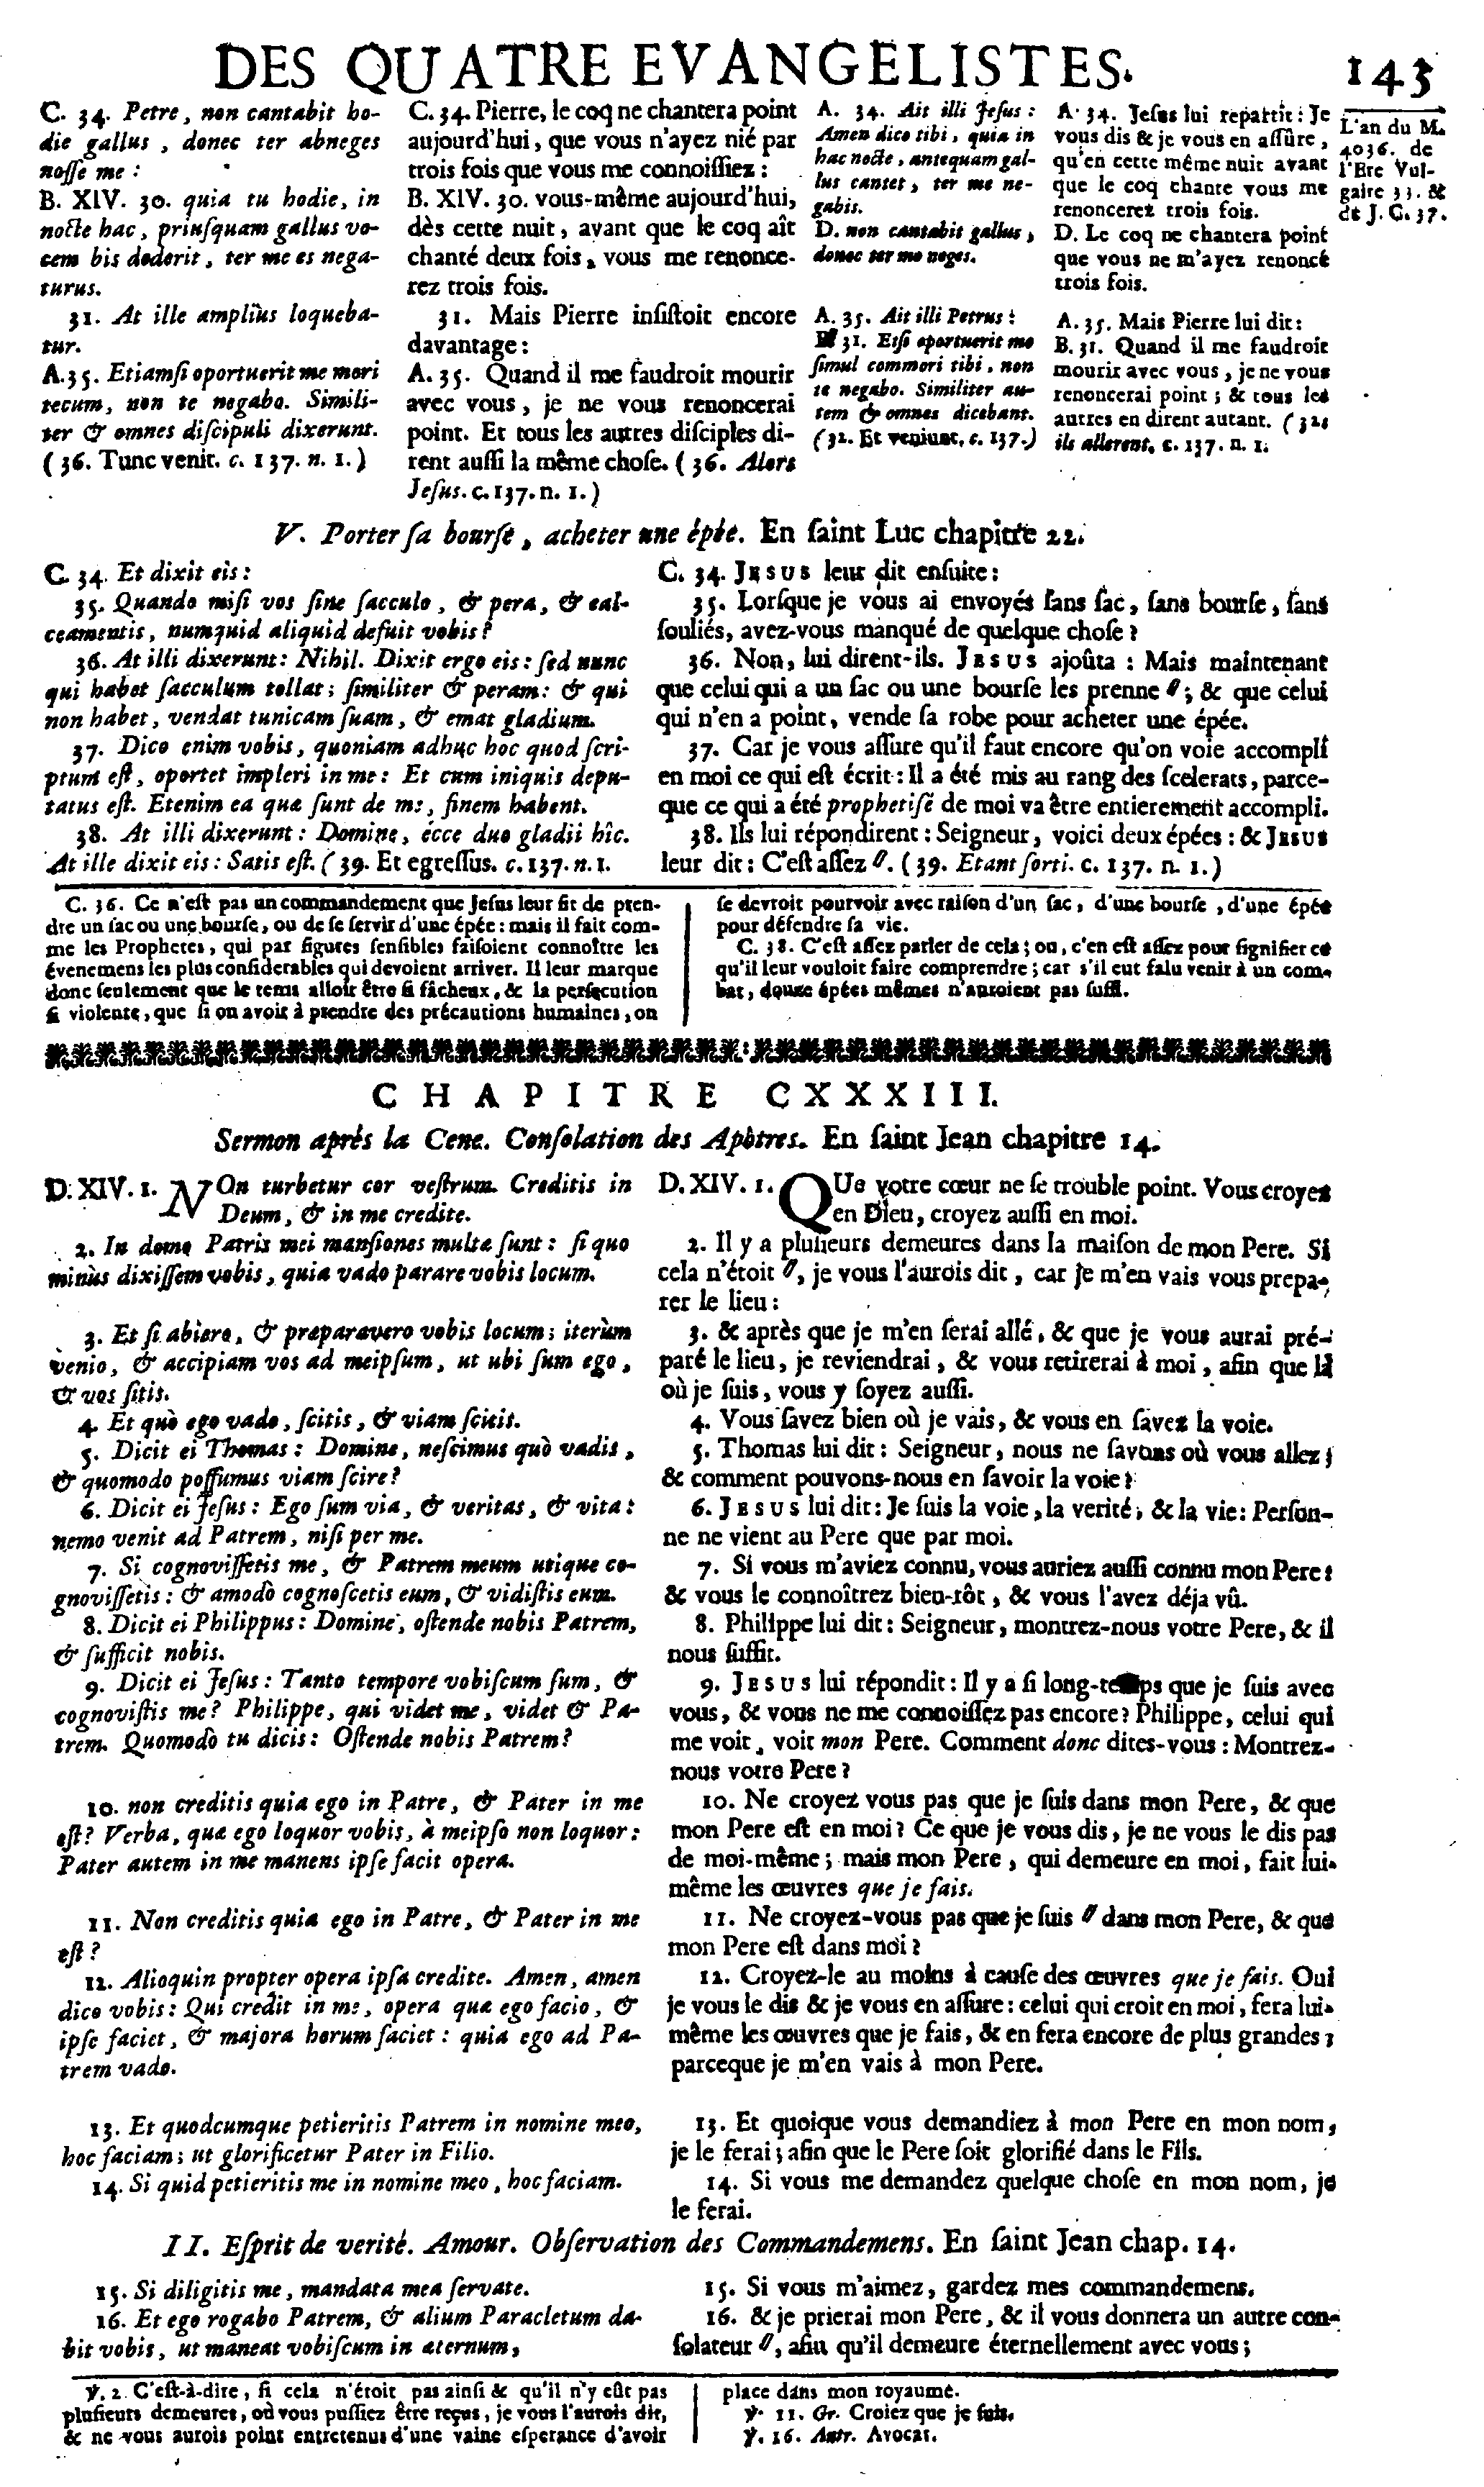 DES QUATRE EVANGELISTES.
143
L'an du M.
4036. de
l'Ere Vul-
gaire 33. &
de J. C. 37.
C. 34. Petre, non cantabit ho-
die gallus, donec ter abneges
nosse me :
B. XIV. 30. quia tu hodie, in
nocte hac, priusquam gallus vo-
cem bis dederit, ter me es nega-
turus.
31. At ille ampliùs loqueba-
tur.
A. 35. Etiamsi oportuerit me mori
tecum, non te negabo. Simili-
ter & omnes discipuli dixerunt.
( 36. Tunc venit. c. 137. n. 1. )
C. 34. Pierre, le coq ne chantera point
aujourd'hui, que vous n'ayez nié par
trois fois que vous me connoissiez :
B. XIV. 30. vous-même aujourd'hui,
dès cette nuit, avant que le coq aît
chanté deux fois, vous me renonce-
rez trois fois.
31. Mais Pierre insistoit encore
davantage :
A. 35. Quand il me faudroit mourir
avec vous, je ne vous renoncerai
point. Et tous les autres disciples di-
rent aussi la même chose. ( 36. Alors
Jesus. c. 137. n. 1. )
A. 34. Ait illi Jesus :
Amen dico tibi, quia in
hac nocte, antequam gal-
lus cantet, ter me ne-
gabis.
D. non cantabit gallus,
donec ter me neges.
A. 35. Ait illi Petrus :
B. 31. Etsi oportuerit me
simul commori tibi, non
te negabo. Similiter au-
tem & omnes dicebant.
( 32. Et veniunt, c. 137. )
A. 34. Jesus lui repartit : Je
vous dis & je vous en assûre,
qu'en cette même nuit avant
que le coq chante vous me
renoncerez trois fois.
D. Le coq ne chantera point
que vous ne m'ayez renoncé
trois fois.
A. 35. Mais Pierre lui dit :
B. 31. Quand il me faudroit
mourir avec vous, je ne vous
renoncerai point ; & tous les
autres en dirent autant. ( 32.
ils allerent, c. 137. n. 1.
V. Porter sa bourse, acheter une épée. En saint Luc chapitre 22.
C. 34. Et dixit eis :
35. Quando misi vos sine sacculo, & pera, & cal-
ceamentis, numquid aliquid defuit vobis ?
36. At illi dixerunt : Nihil. Dixit ergo eis : sed nunc
qui habet sacculum tollat ; similiter & peram : & qui
non habet, vendat tunicam suam, & emat gladium.
37. Dico enim vobis, quoniam adhuc hoc quod scri-
ptum est, oportet impleri in me : Et cum iniquis depu-
tatus est. Etenim ea quæ sunt de me, finem habent.
38. At illi dixerunt : Domine, ecce duo gladii hîc.
At ille dixit eis : Satis est. ( 39. Et egressus. c. 137. n. 1.
C. 34. JESUS leur dit ensuite :
35. Lorsque je vous ai envoyés sans sac, sans bourse, sans
souliés, avez-vous manqué de quelque chose ?
36. Non, lui dirent-ils. JESUS ajoûta : Mais maintenant
que celui qui a un sac ou une bourse les prenne // ; & que celui
qui n'en a point, vende sa robe pour acheter une épée.
37. Car je vous assure qu'il faut encore qu'on voie accompli
en moi ce qui est écrit : Il a été mis au rang des scelerats, parce-
que ce qui a été prophetisé de moi va être entierement accompli.
38. Ils lui répondirent : Seigneur, voici deux épées : & JESUS
leur dit : C'est assez //. ( 39. Etant sorti. c. 137. n. 1. )
C. 36. Ce n'est pas un commandement que Jesus leur fit de pren-
dre un sac ou une bourse, ou de se servir d'une épée : mais il fait com-
me les Prophetes, qui par figures sensibles faisoient connoître les
évenemens les plus considerables qui devoient arriver. Il leur marque
donc seulement que le tems alloit être si fâcheux, & la persecution
si violente, que si on avoit à prendre des précautions humaines, on
se devroit pourvoir avec raison d'un sac, d'une bourse, d'une épée
pour défendre sa vie.
C. 38. C'est assez parler de cela ; ou, c'en est assez pour signifier ce
qu'il leur vouloit faire comprendre ; car s'il eut falu venir à un com-
bat, douze épées mêmes n'auroient pas suffi.
CHAPITRE CXXXIII.
Sermon après la Cene. Consolation des Apôtres. En saint Jean chapitre 14.
D. XIV. 1. NOn turbetur cor vestrum. Creditis in
Deum, & in me credite.
2. In domo Patris mei mansiones multæ sunt : si quo
minùs dixissem vobis, quia vado parare vobis locum.
3. Et si abiero, & præparavero vobis locum ; iterùm
venio, & accipiam vos ad meipsum, ut ubi sum ego,
& vos sitis.
4. Et quò ego vado, scitis, & viam scitis.
5. Dicit ei Thomas : Domine, nescimus quò vadis,
& quomodo possumus viam scire ?
6. Dicit ei Jesus : Ego sum via, & veritas, & vita :
nemo venit ad Patrem, nisi per me.
7. Si cognovissetis me, & Patrem meum utique co-
gnovissetis : & amodò cognoscetis eum, & vidistis eum.
8. Dicit ei Philippus : Domine, ostende nobis Patrem,
& sufficit nobis.
9. Dicit ei Jesus : Tanto tempore vobiscum sum, &
cognovistis me ? Philippe, qui videt me, videt & Pa-
trem. Quomodò tu dicis : Ostende nobis Patrem ?
10. non creditis quia ego in Patre, & Pater in me
est ? Verba, quæ ego loquor vobis, à meipso non loquor :
Pater autem in me manens ipse facit opera.
11. Non creditis quia ego in Patre, & Pater in me
est ?
12. Alioquin propter opera ipsa credite. Amen, amen
dico vobis : Qui credit in me, opera quæ ego facio, &
ipse faciet, & majora horum faciet : quia ego ad Pa-
trem vado.
13. Et quodcumque petieritis Patrem in nomine meo,
hoc faciam ; ut glorificetur Pater in Filio.
14. Si quid petieritis me in nomine meo, hoc faciam.
D. XIV. 1. QUe votre cœur ne se trouble point. Vous croyez
en Dieu, croyez aussi en moi.
2. Il y a plusieurs demeures dans la maison de mon Pere. Si
cela n'étoit //, je vous l'aurois dit, car je m'en vais vous prepa-
rer le lieu :
3. & après que je m'en serai allé, & que je vous aurai pré-
paré le lieu, je reviendrai, & vous retirerai à moi, afin que là
où je suis, vous y soyez aussi.
4. Vous savez bien où je vais, & vous en savez la voie.
5. Thomas lui dit : Seigneur, nous ne savons où vous allez ;
& comment pouvons-nous en savoir la voie ?
6. JESUS lui dit : Je suis la voie, la verité, & la vie : Person-
ne ne vient au Pere que par moi.
7. Si vous m'aviez connu, vous auriez aussi connu mon Pere :
& vous le connoîtrez bien-tôt, & vous l'avez déja vû.
8. Philippe lui dit : Seigneur, montrez-nous votre Pere, & il
nous suffit.
9. JESUS lui répondit : Il y a si long-temps que je suis avec
vous, & vous ne me connoissez pas encore ? Philippe, celui qui
me voit, voit mon Pere. Comment donc dites-vous : Montrez-
nous votre Pere ?
10. Ne croyez vous pas que je suis dans mon Pere, & que
mon Pere est en moi ? Ce que je vous dis, je ne vous le dis pas
de moi-même ; mais mon Pere, qui demeure en moi, fait lui-
même les œuvres que je fais.
11. Ne croyez-vous pas que je suis // dans mon Pere, & que
mon Pere est dans moi ?
12. Croyez-le au moins à cause des œuvres que je fais. Oui
je vous le dis & je vous en assure : celui qui croit en moi, fera lui-
même les œuvres que je fais, & en fera encore de plus grandes ;
parceque je m'en vais à mon Pere.
13. Et quoique vous demandiez à mon Pere en mon nom,
je le ferai ; afin que le Pere soit glorifié dans le Fils.
14. Si vous me demandez quelque chose en mon nom, je
le ferai.
II. Esprit de verité. Amour. Observation des Commandemens. En saint Jean chap. 14.
15. Si diligitis me, mandata mea servate.
16. Et ego rogabo Patrem, & alium Paracletum da-
bit vobis, ut maneat vobiscum in æternum,
15. Si vous m'aimez, gardez mes commandemens.
16. & je prierai mon Pere, & il vous donnera un autre con-
solateur //, afin qu'il demeure éternellement avec vous ;
℣. 2. C'est-à-dire, si cela n'étoit pas ainsi & qu'il n'y eût pas
plusieurs demeures, où vous pussiez être reçus, je vous l'aurois dit,
& ne vous aurois point entretenus d'une vaine esperance d'avoir
place dans mon royaume.
℣. 11. Gr. Croiez que je suis.
℣. 16. Autr. Avocat.